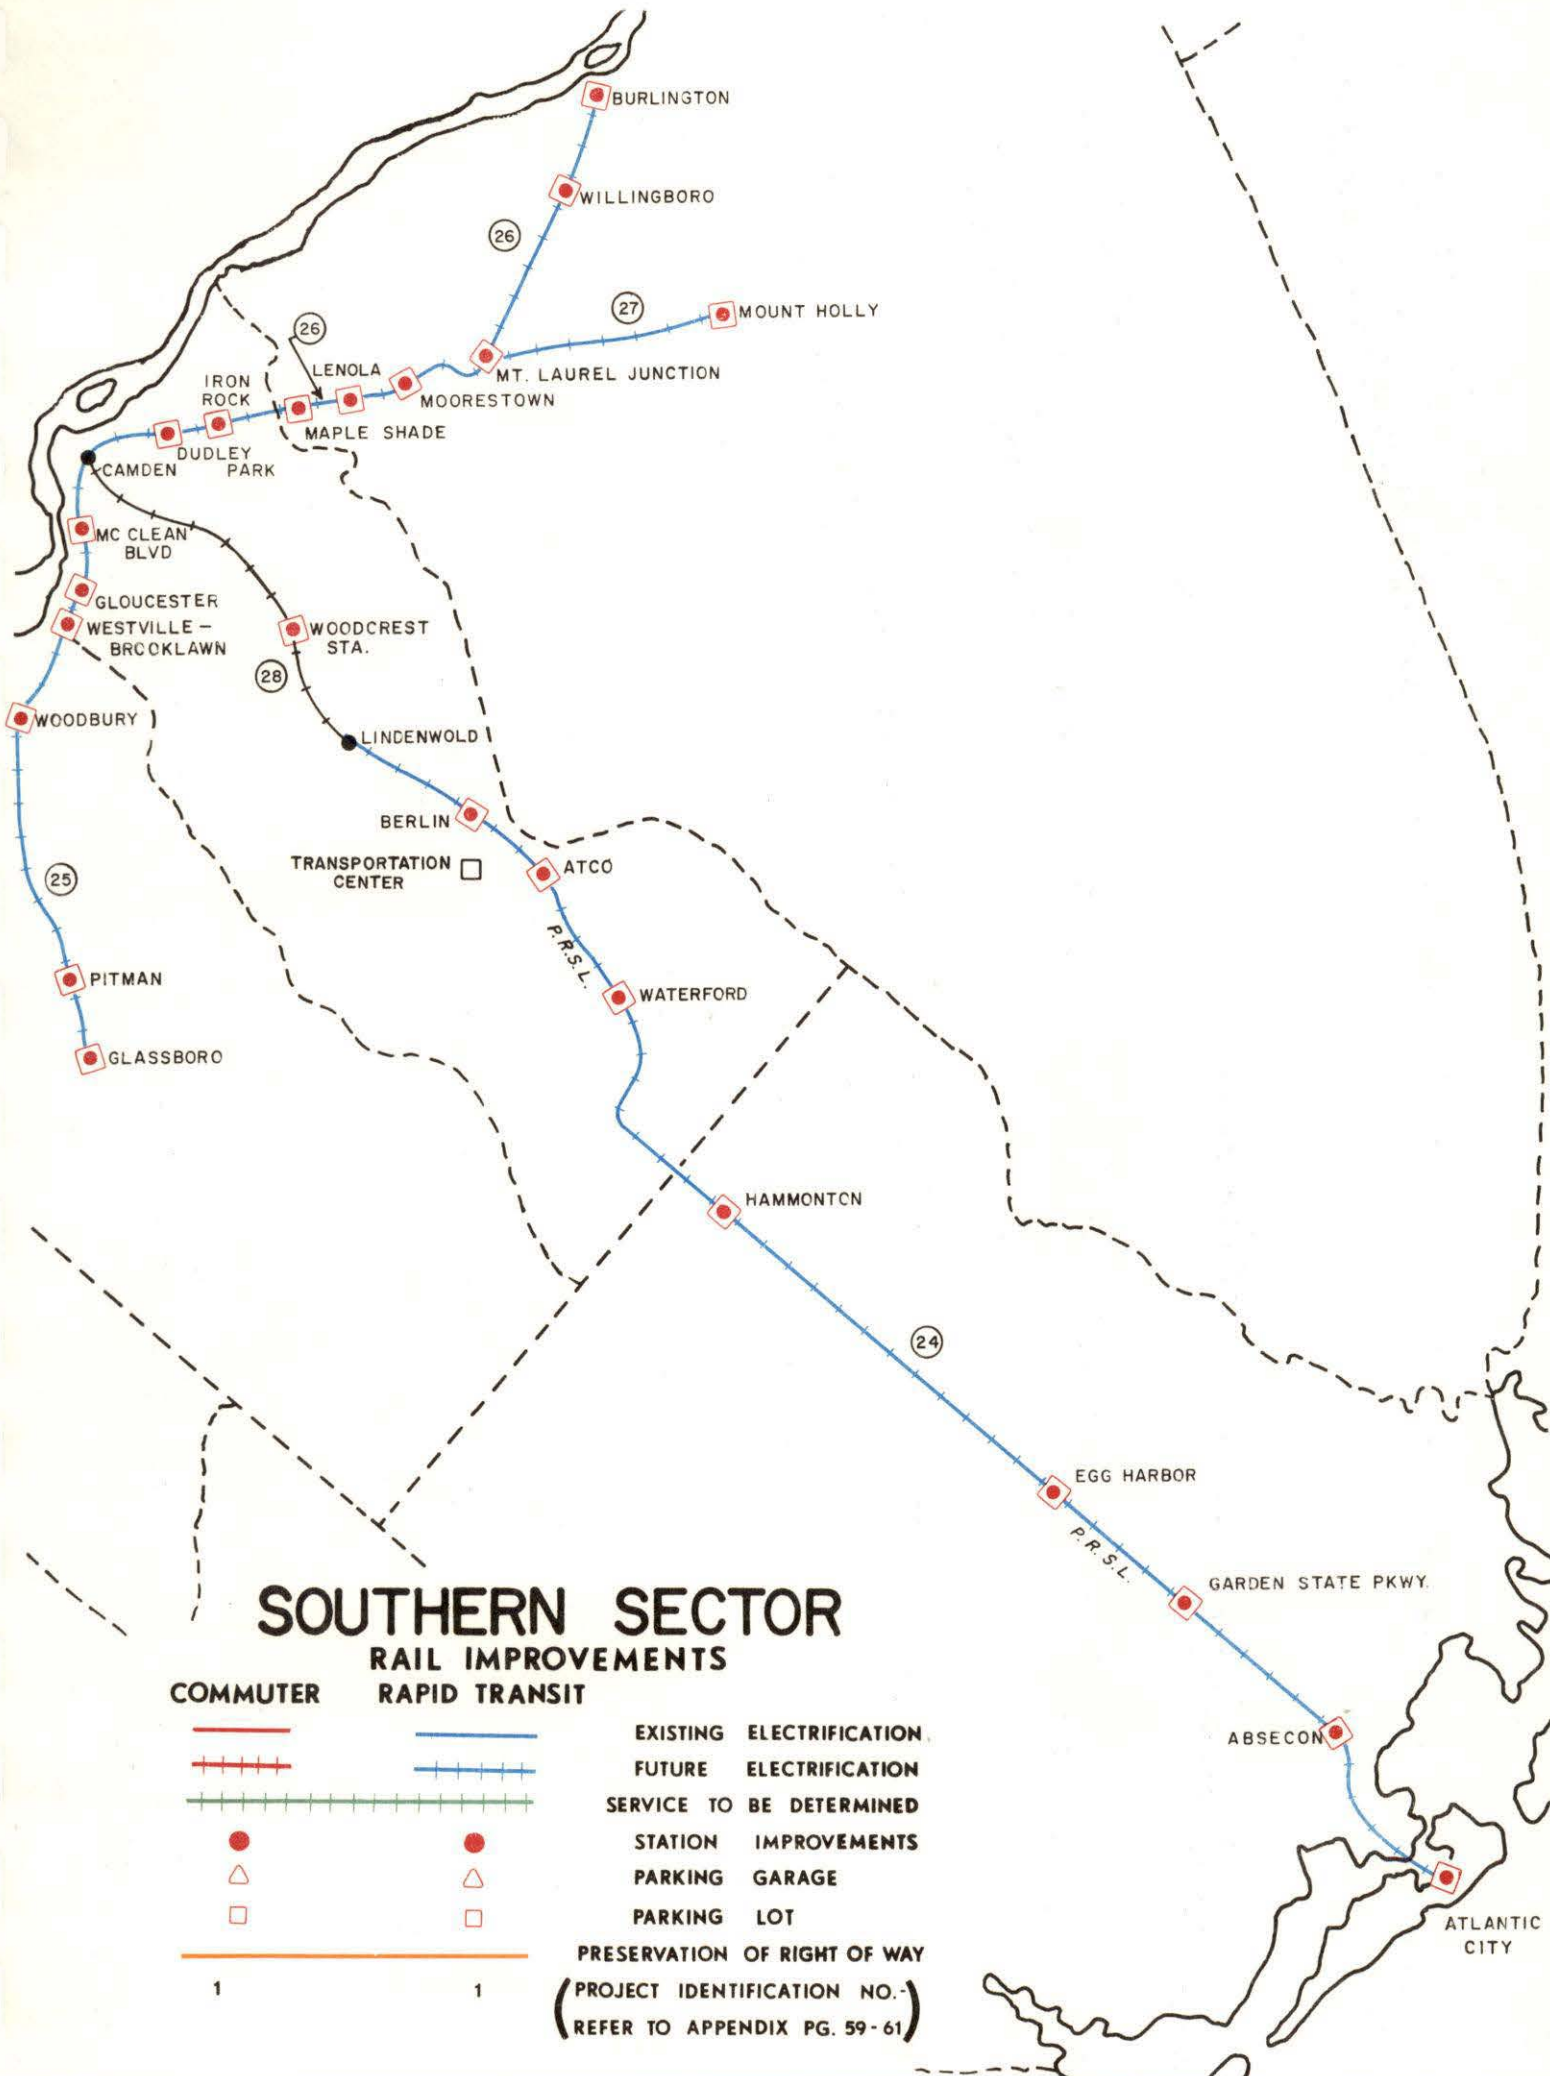 BURLINGTON
WILLINGBORO
26
27
MOUNT HOLLY
26
LENOLA
MT. LAUREL JUNCTION
IRON
ROCK
MOORESTOWN
MAPLE SHADE
DUDLEY
PARK
CAMDEN
MC CLEAN
BLVD
GLOUCESTER
WESTVILLE –
BROOKLAWN
WOODCREST
STA.
28
WOODBURY
LINDENWOLD
BERLIN
TRANSPORTATION
CENTER
ATCO
25
P.R.S.L.
PITMAN
WATERFORD
GLASSBORO
HAMMONTON
24
EGG HARBOR
P.R.S.L.
GARDEN STATE PKWY.
ABSECON
ATLANTIC
CITY
SOUTHERN SECTOR
RAIL IMPROVEMENTS
COMMUTER RAPID TRANSIT
EXISTING ELECTRIFICATION
FUTURE ELECTRIFICATION
SERVICE TO BE DETERMINED
STATION IMPROVEMENTS
PARKING GARAGE
PARKING LOT
PRESERVATION OF RIGHT OF WAY
1 1 (PROJECT IDENTIFICATION NO.-
REFER TO APPENDIX PG. 59-61)